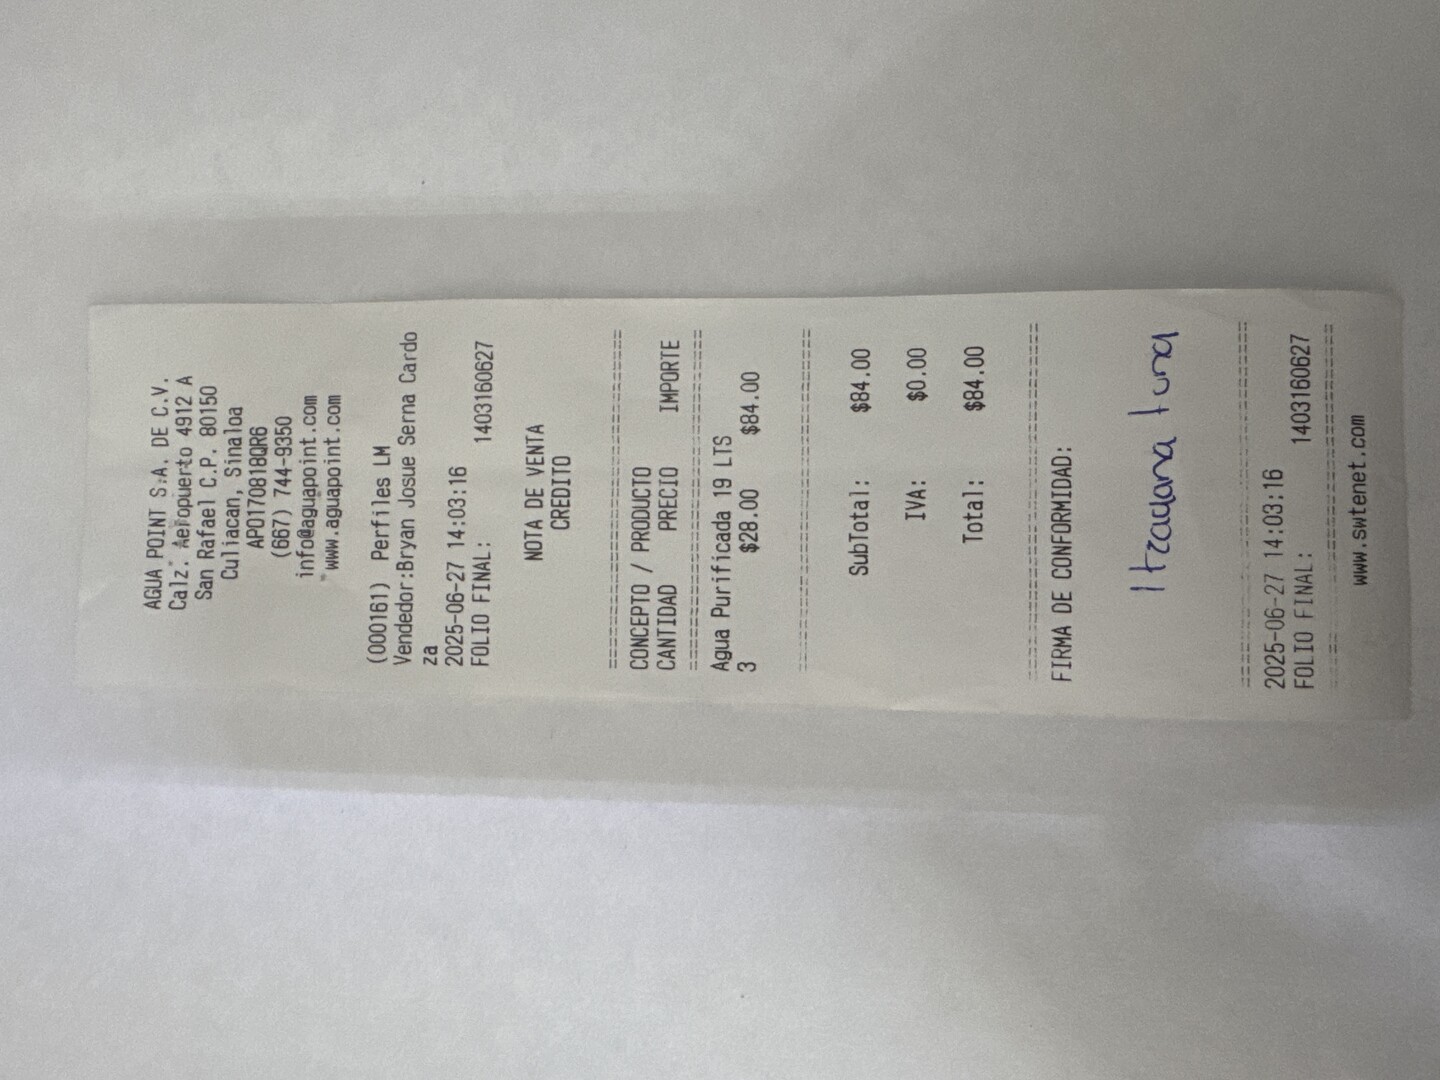 AGUA POINT S.A. DE C.V.
Calz. Aeropuerto 4912 A
San Rafael C.P. 80150
Culiacan, Sinaloa
APO170818QR6
(667) 744-9350
info@aguapoint.com
www.aguapoint.com
(000161) Perfiles LM
Vendedor:Bryan Josue Serna Cardo
za
2025-06-27 14:03:16
FOLIO FINAL: 1403160627
NOTA DE VENTA
CREDITO
================================
CONCEPTO / PRODUCTO
CANTIDAD PRECIO IMPORTE
================================
Agua Purificada 19 LTS
3 $28.00 $84.00
================================
SubTotal: $84.00
IVA: $0.00
Total: $84.00
================================
FIRMA DE CONFORMIDAD:
Itzayana
================================
2025-06-27 14:03:16
FOLIO FINAL: 1403160627
================================
www.swtenet.com